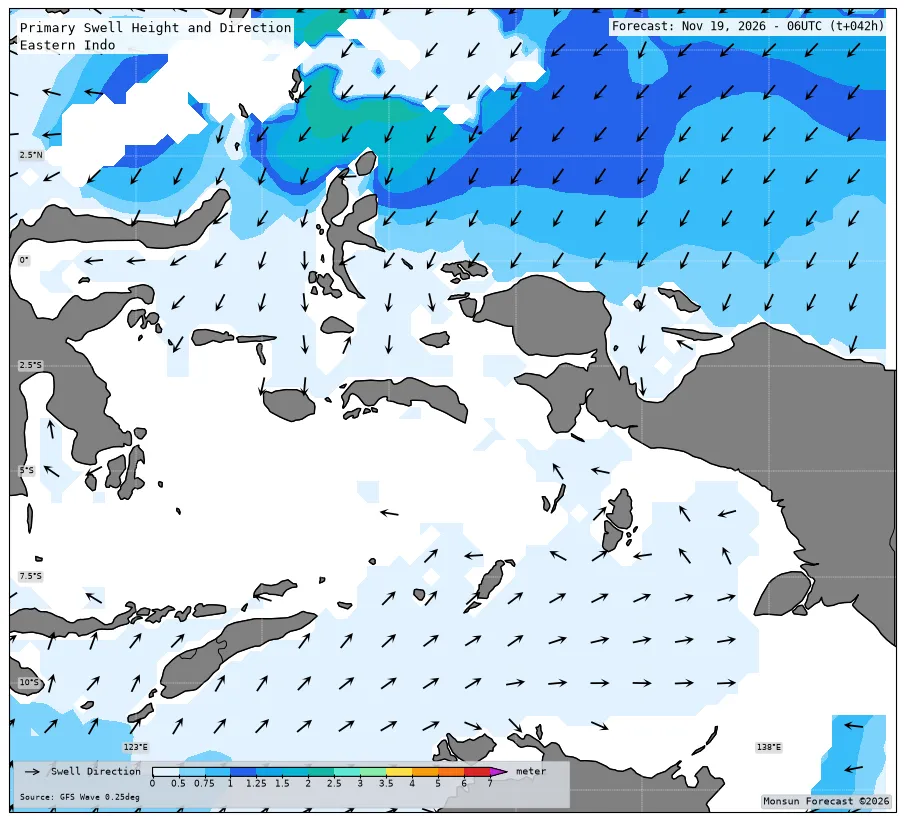 Primary Swell Height and Direction
Eastern Indo
Forecast: Nov 19, 2026 - 06UTC (t+042h)
2.5°N
0°
2.5°S
5°S
7.5°S
10°S
123°E
138°E
Swell Direction
0 0.5 0.75 1 1.25 1.5 2 2.5 3 3.5 4 5 6 7
meter
Source: GFS Wave 0.25deg
Monsun Forecast ©2026